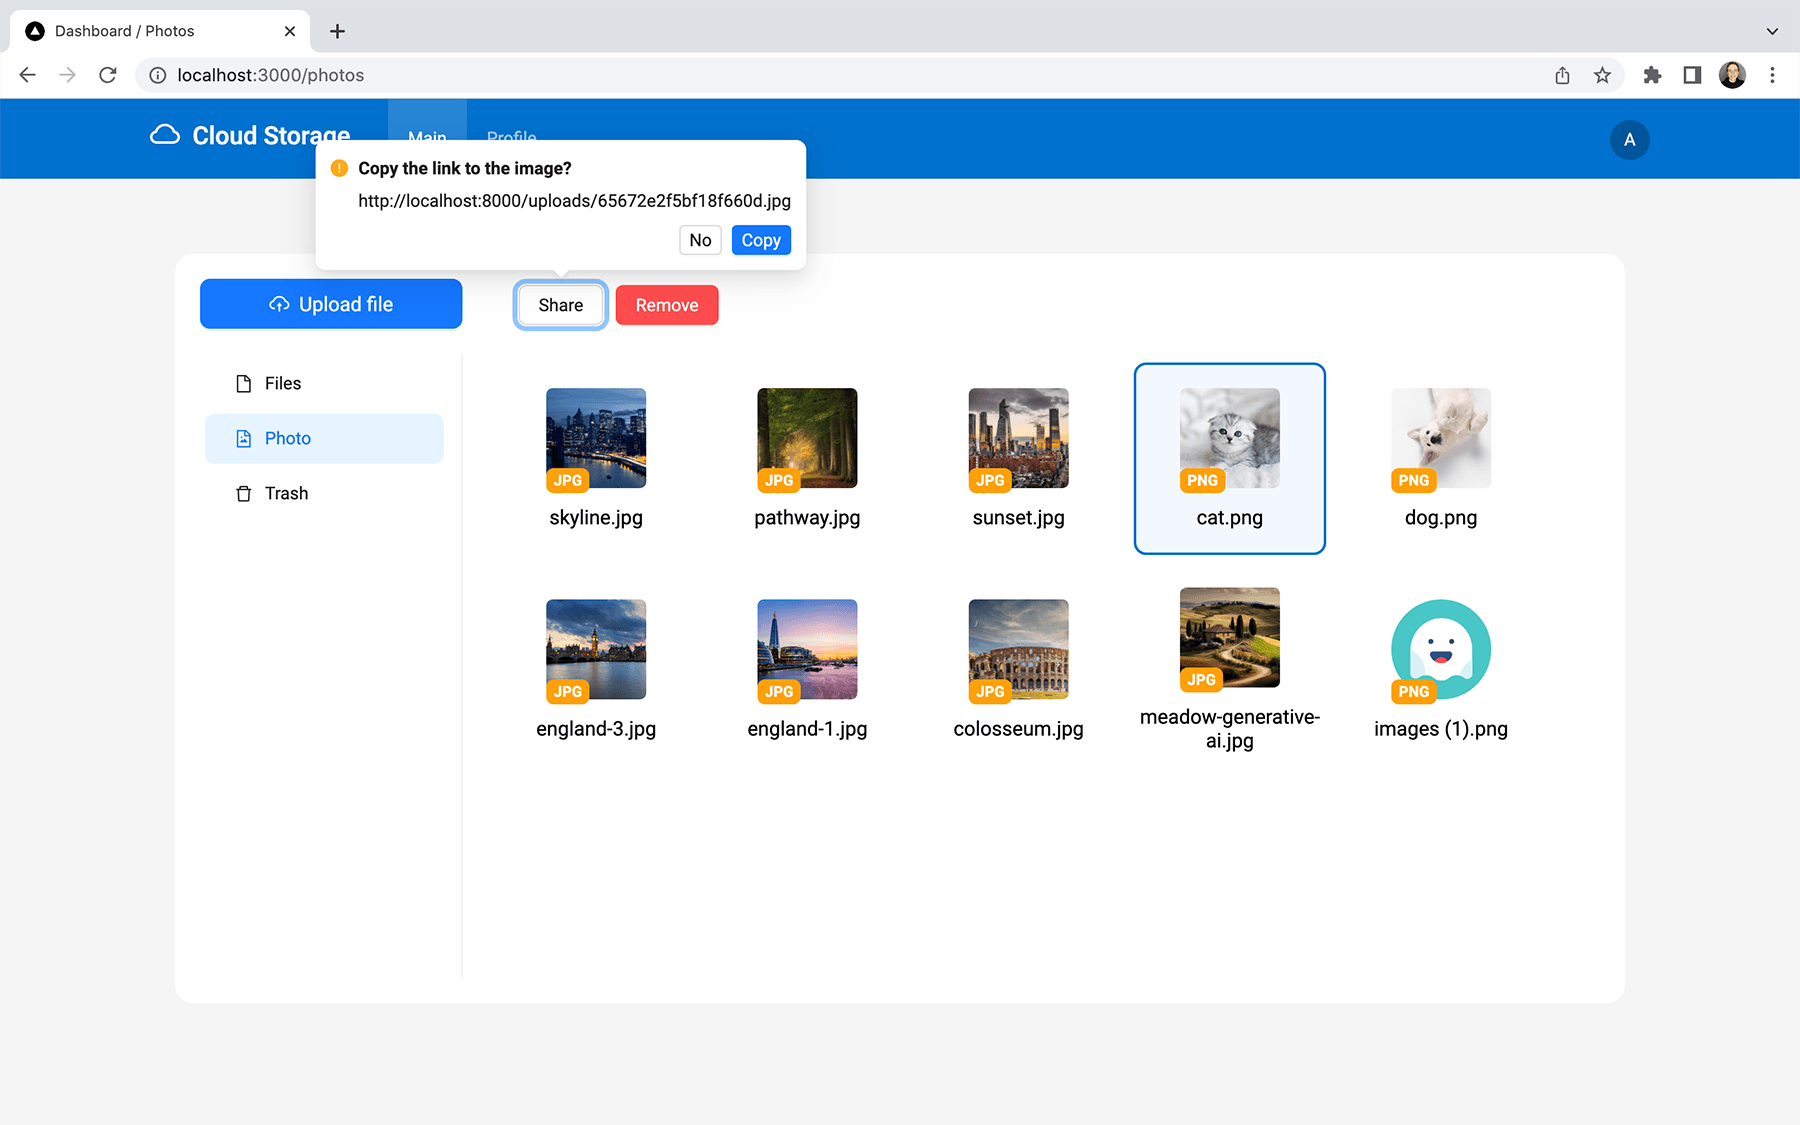 Dashboard / Photos
localhost:3000/photos
Cloud Storage
Main
Profile
A
Copy the link to the image?
http://localhost:8000/uploads/65672e2f5bf18f660d.jpg
No
Copy
Upload file
Share
Remove
Files
Photo
Trash
JPG
JPG
JPG
PNG
PNG
skyline.jpg
pathway.jpg
sunset.jpg
cat.png
dog.png
JPG
JPG
JPG
JPG
PNG
england-3.jpg
england-1.jpg
colosseum.jpg
meadow-generative-
ai.jpg
images (1).png